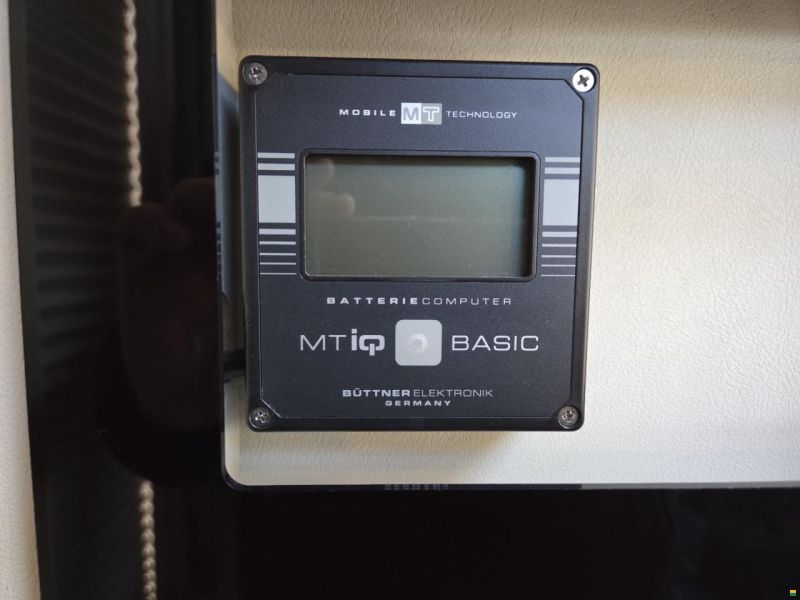 MOBILE MT TECHNOLOGY
BATTERIECOMPUTER
MT iQ BASIC
BÜTTNER ELEKTRONIK
GERMANY